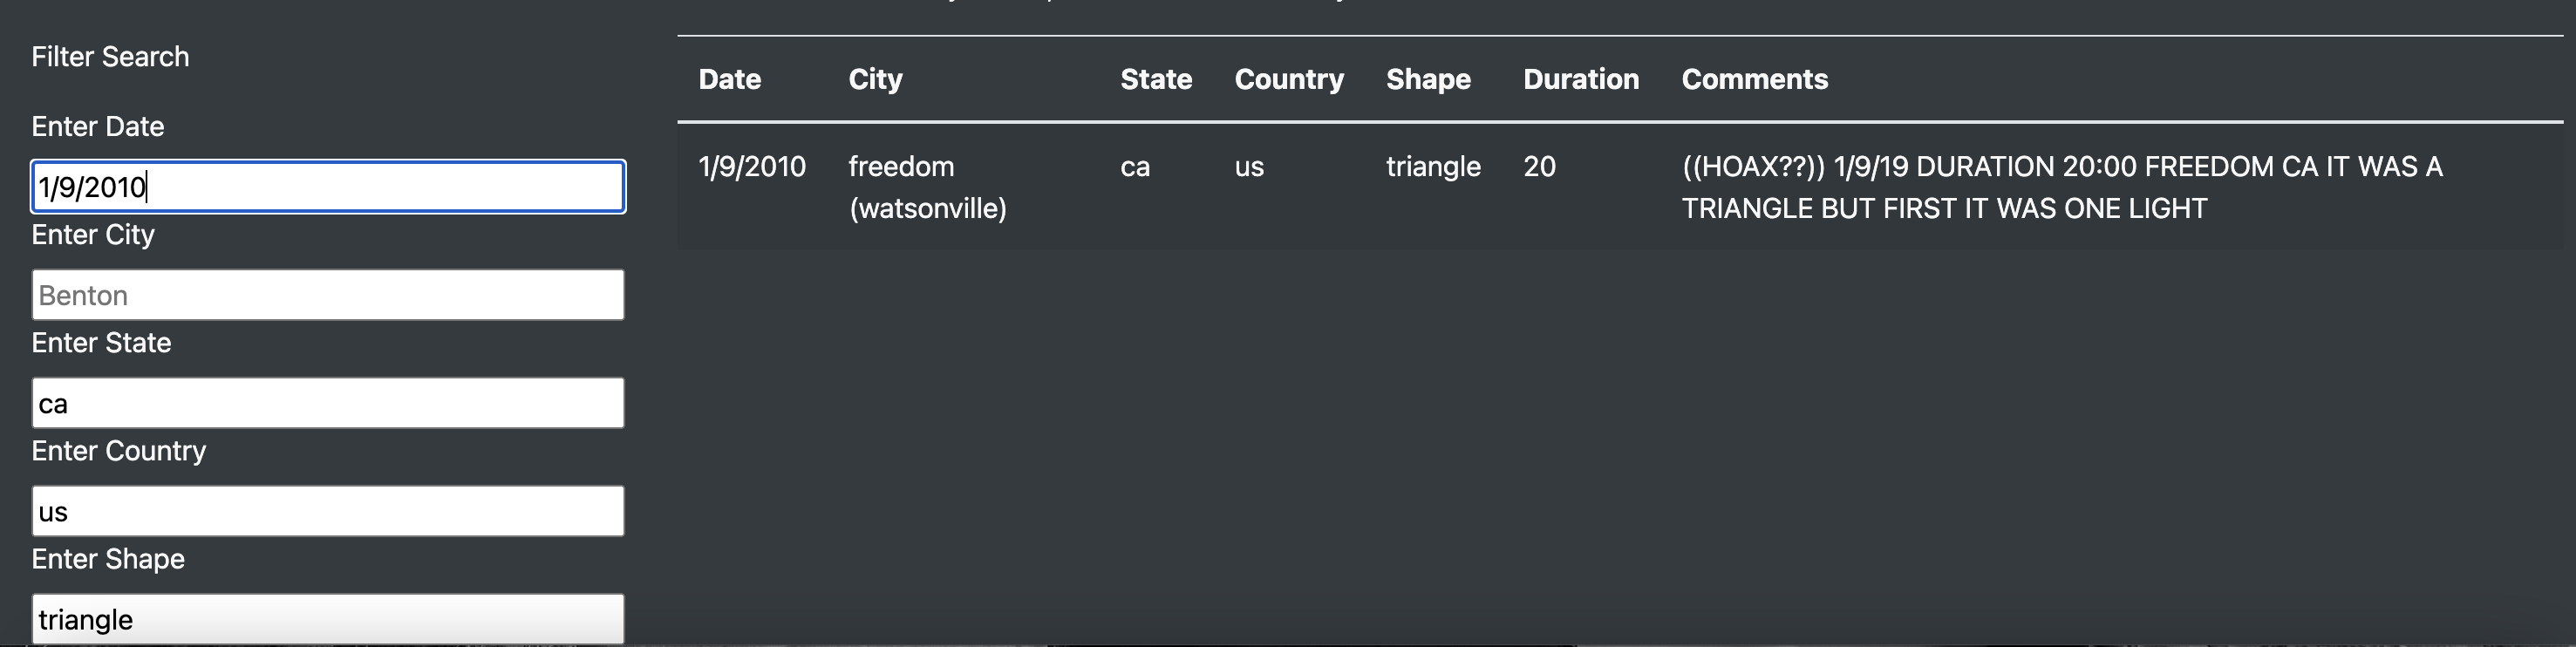 Filter Search
Enter Date
1/9/2010
Enter City
Benton
Enter State
ca
Enter Country
us
Enter Shape
triangle
Date City State Country Shape Duration Comments
1/9/2010 freedom ca us triangle 20 ((HOAX??)) 1/9/19 DURATION 20:00 FREEDOM CA IT WAS A
(watsonville) TRIANGLE BUT FIRST IT WAS ONE LIGHT